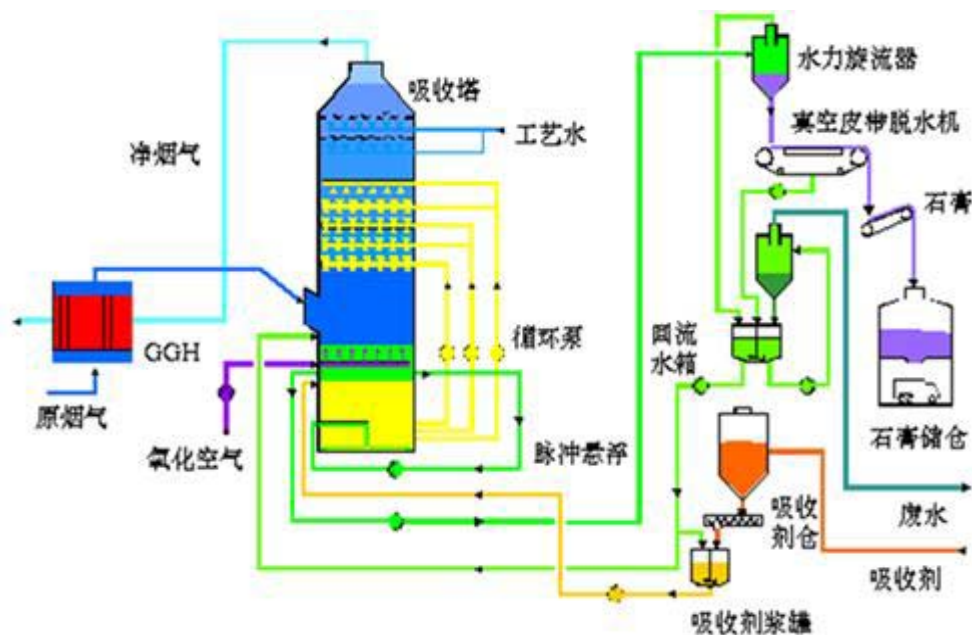 水力旋流器
吸收塔
真空皮带脱水机
工艺水
净烟气
石膏
GGH
循环泵
回流
水箱
原烟气
氧化空气
脉冲悬浮
石膏储仓
吸收
剂仓
废水
吸收剂
吸收剂浆罐